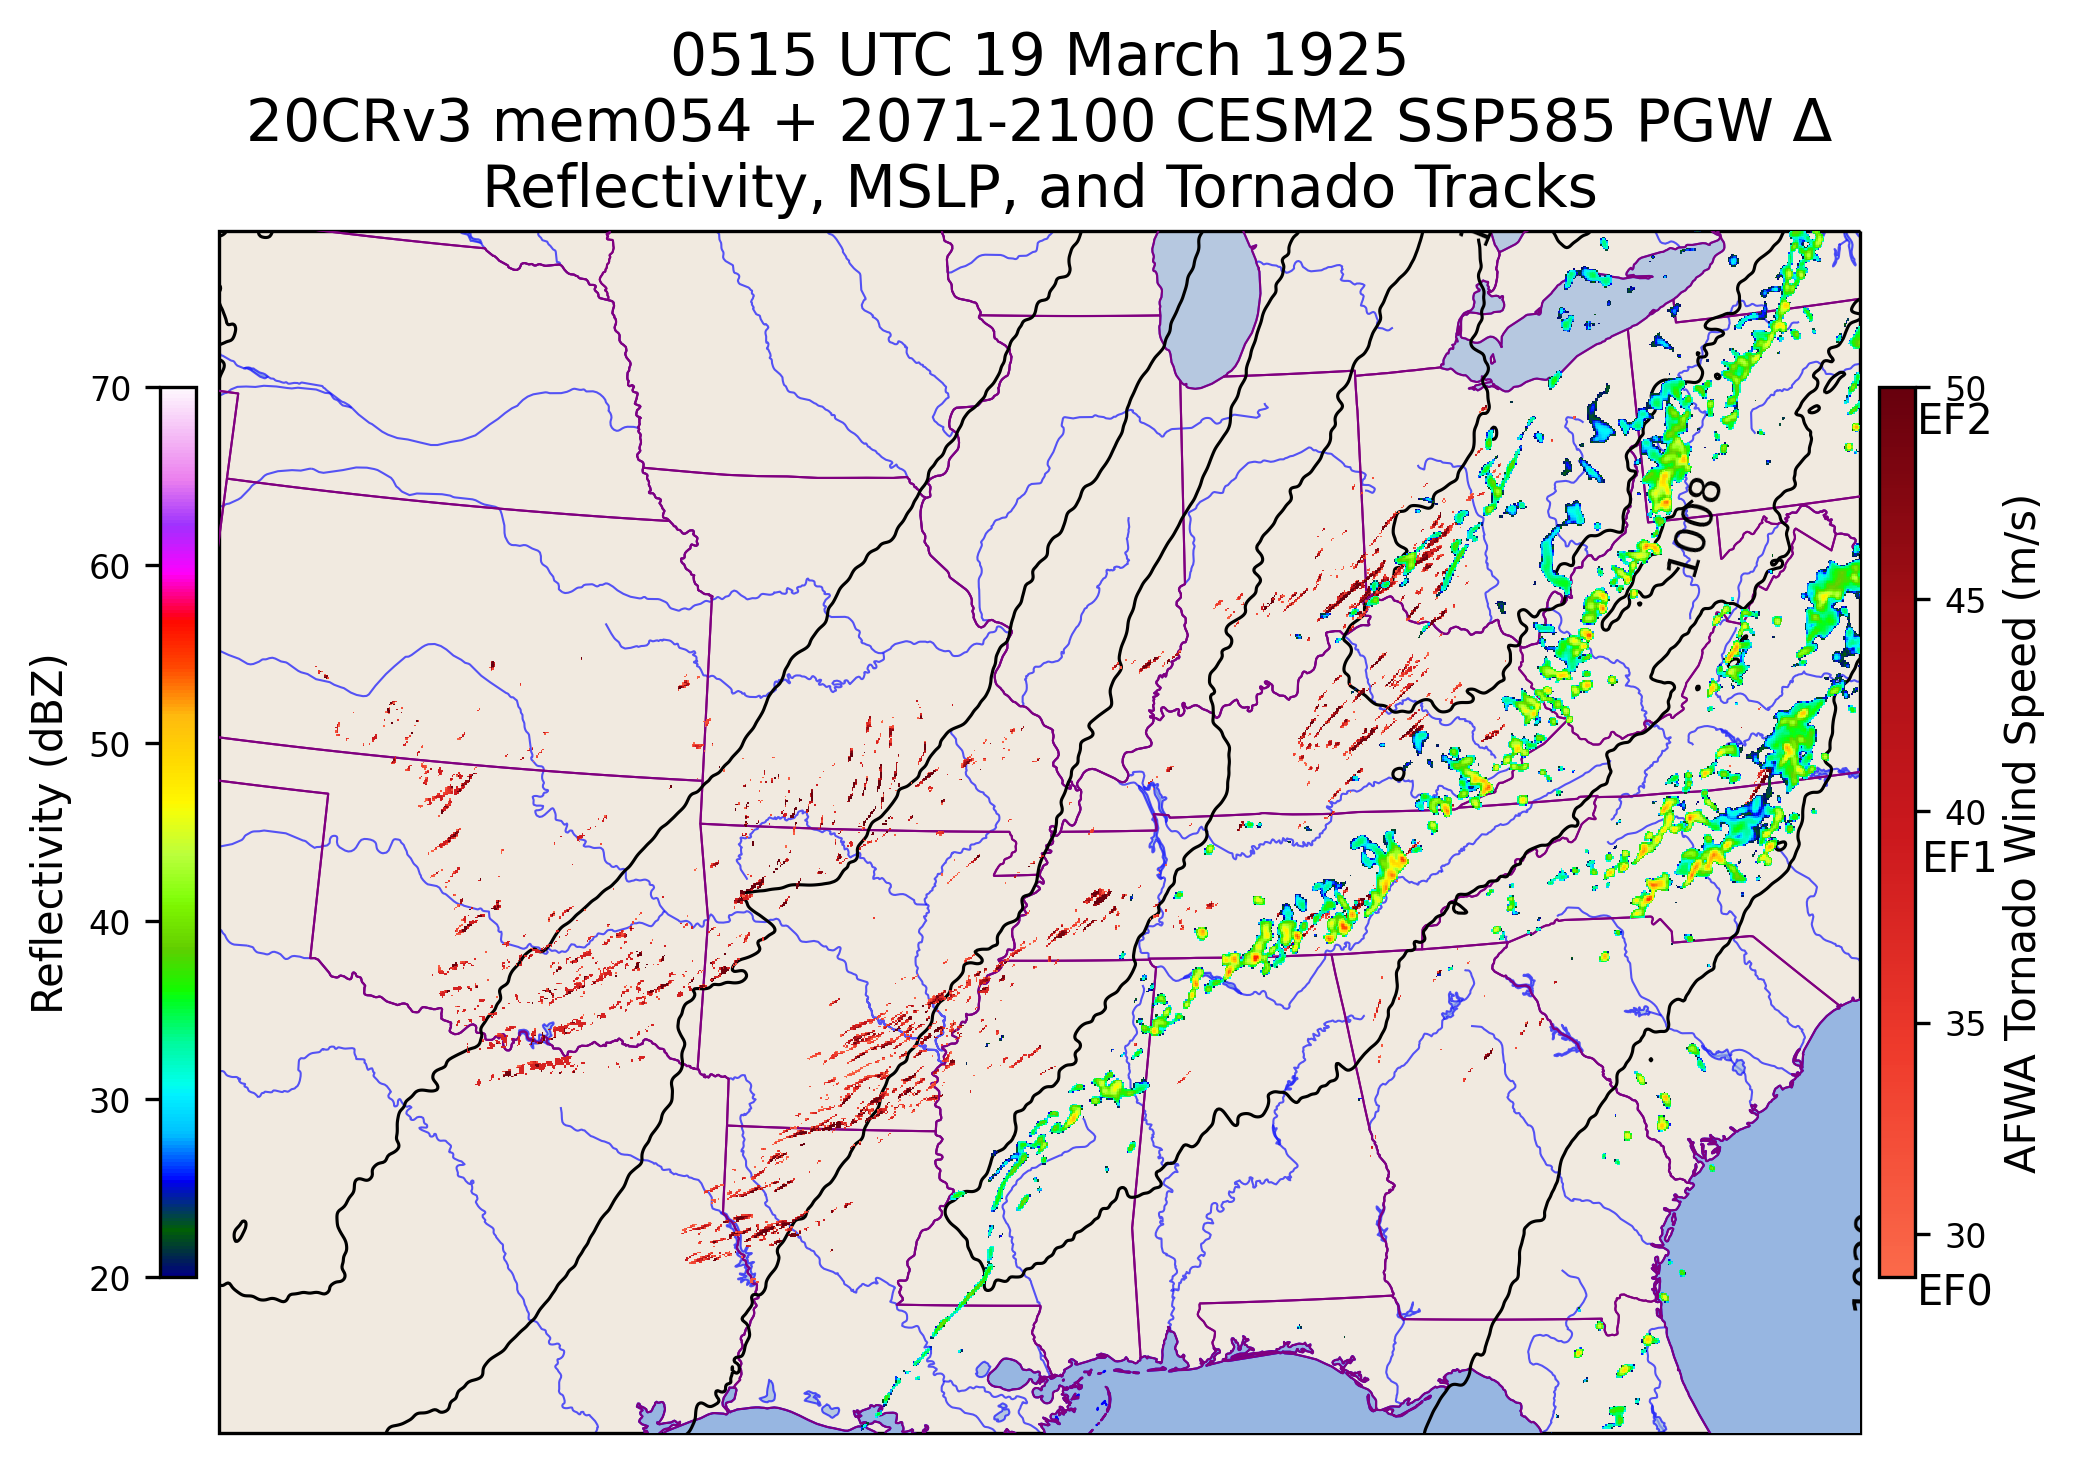 0515 UTC 19 March 1925
20CRv3 mem054 + 2071-2100 CESM2 SSP585 PGW Δ
Reflectivity, MSLP, and Tornado Tracks
70
60
50
40
30
20
Reflectivity (dBZ)
1008
50
EF2
45
40
EF1
35
30
EF0
AFWA Tornado Wind Speed (m/s)